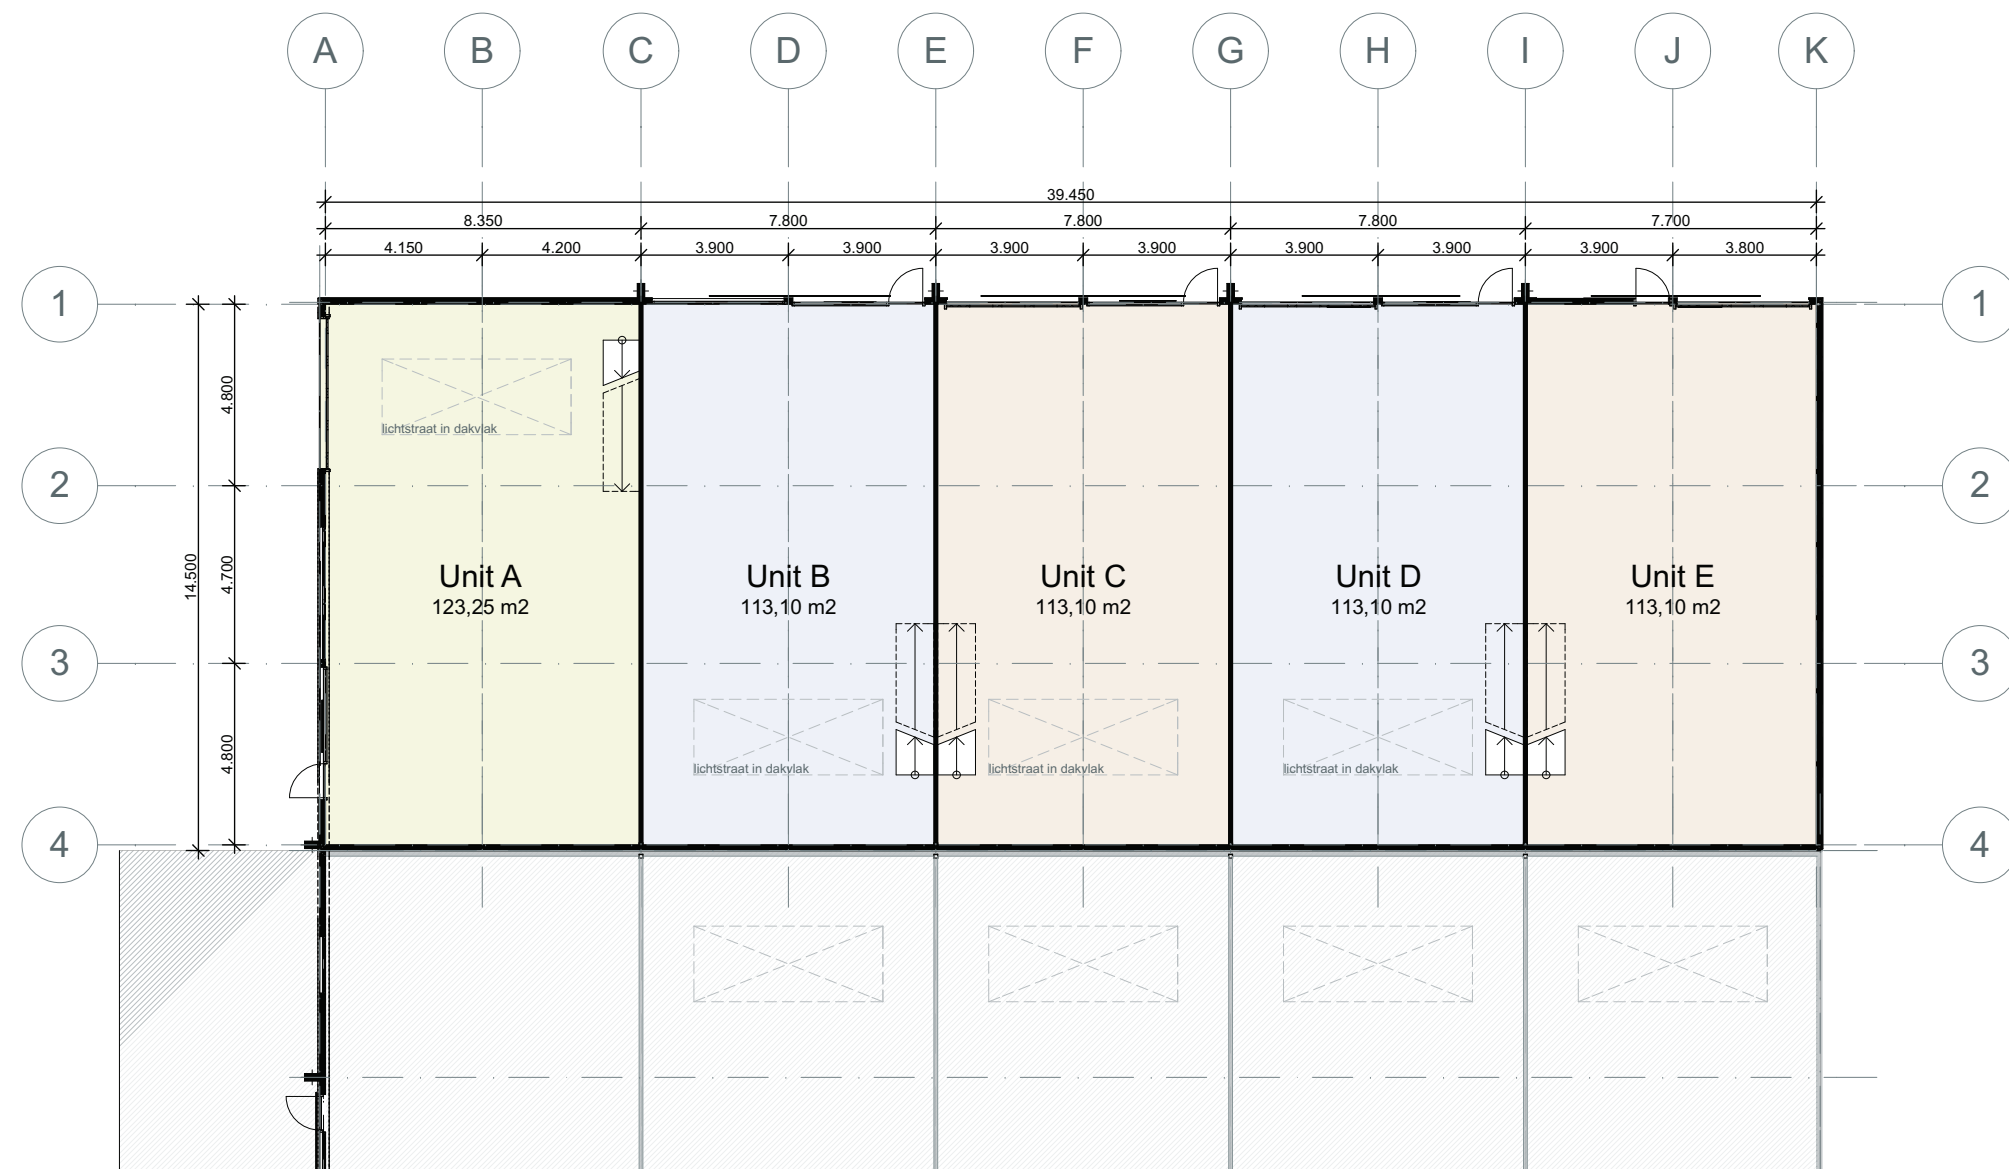 A B C D E F G H I J K
39.450
8.350 7.800 7.800 7.800 7.700
4.150 4.200 3.900 3.900 3.900 3.900 3.900 3.900 3.900 3.800
1 1
4.800
lichtstraat in dakvlak
2 2
14.500
4.700
Unit A Unit B Unit C Unit D Unit E
123,25 m2 113,10 m2 113,10 m2 113,10 m2 113,10 m2
3 3
4.800
lichtstraat in dakvlak lichtstraat in dakvlak lichtstraat in dakvlak
4 4